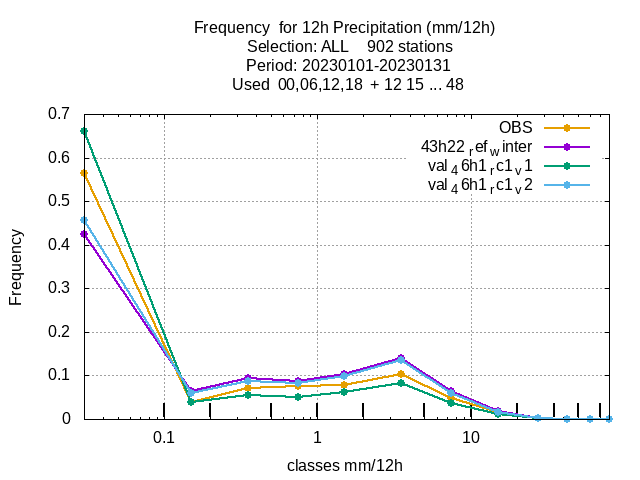 Frequency  for 12h Precipitation (mm/12h)
Selection: ALL    902 stations
Period: 20230101-20230131
Used  00,06,12,18  + 12 15 ... 48
0.7
0.6
0.5
0.4
0.3
0.2
0.1
0
Frequency
OBS
43h22_ref_winter
val_46h1_rc1_v1
val_46h1_rc1_v2
0.1 1 10
classes mm/12h